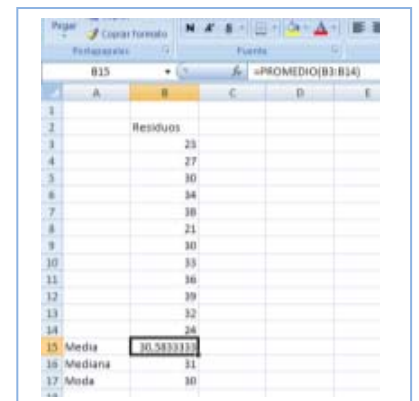 Pegar Copiar formato N K S
Portapapeles Fuente
B15 fx =PROMEDIO(B3:B14)
A B C D E
1
2 Residuos
3 23
4 27
5 30
6 34
7 38
8 21
9 30
10 33
11 36
12 39
13 32
14 24
15 Media 30,5833333
16 Mediana 31
17 Moda 30